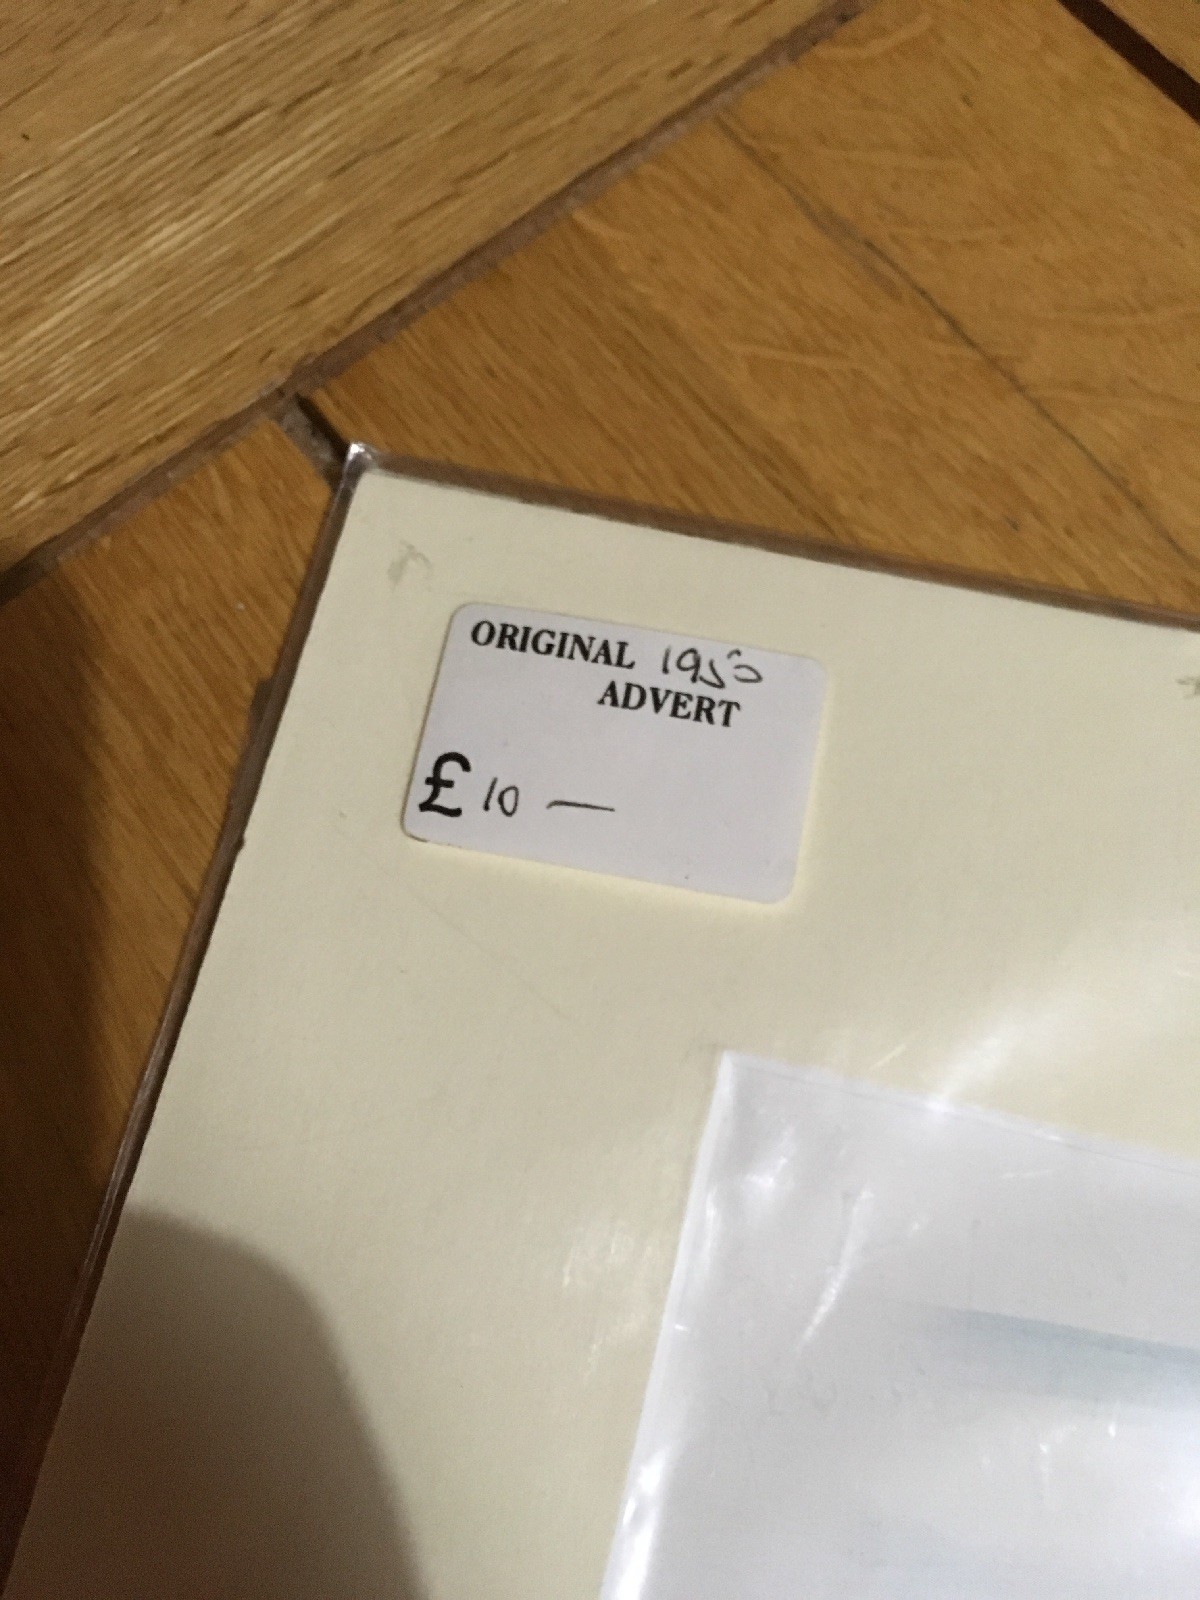 ORIGINAL 1950
ADVERT
£ 10 —